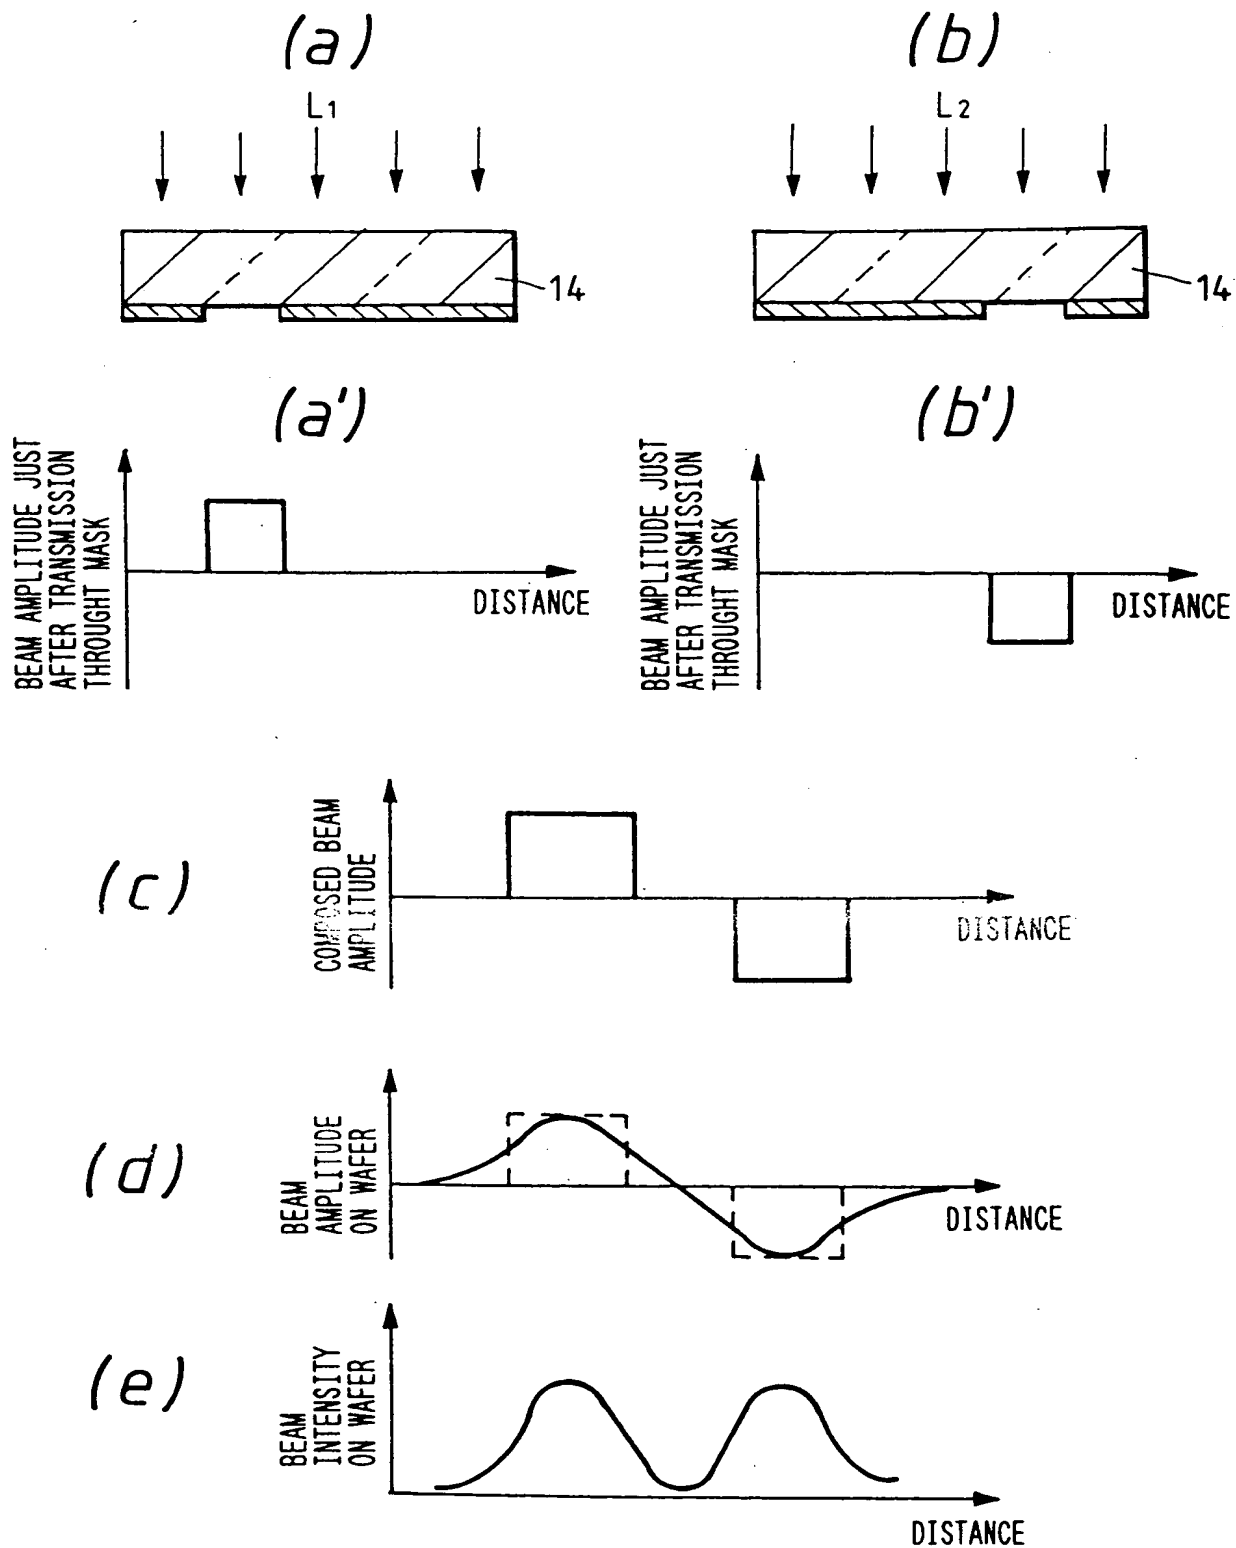 (a)
(b)
L1
L2
14
14
(a')
(b')
BEAM AMPLITUDE JUST
AFTER TRANSMISSION
THROUGHT MASK
DISTANCE
BEAM AMPLITUDE JUST
AFTER TRANSMISSION
THROUGHT MASK
DISTANCE
(c)
COMPOSED BEAM
AMPLITUDE
DISTANCE
(d)
BEAM
AMPLITUDE
ON WAFER
DISTANCE
(e)
BEAM
INTENSITY
ON WAFER
DISTANCE